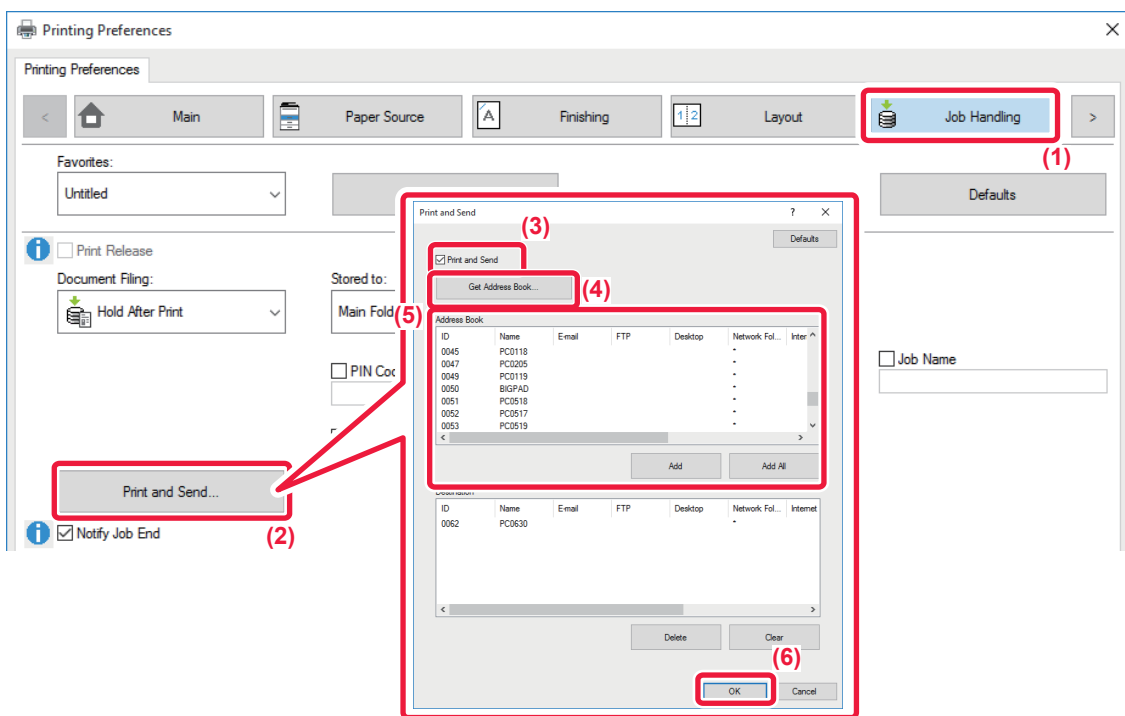 Printing Preferences
Printing Preferences
<
Main
Paper Source
A
Finishing
1 2
Layout
Job Handling
>
(1)
Favorites:
Untitled
Defaults
Print Release
Document Filing:
Hold After Print
Stored to:
Main Fold
PIN Coc
Job Name
Print and Send...
(2)
Notify Job End
Print and Send
? ×
Defaults
(3)
Print and Send
Get Address Book...
(4)
(5)
Address Book
ID Name E-mail FTP Desktop Network Fol... Inter
0045 PC0118 *
0047 PC0205 *
0049 PC0119 *
0050 BIGPAD *
0051 PC0518 *
0052 PC0517 *
0053 PC0519 *
Add Add All
Destination
ID Name E-mail FTP Desktop Network Fol... Internet
0062 PC0630 *
Delete Clear
(6)
OK Cancel